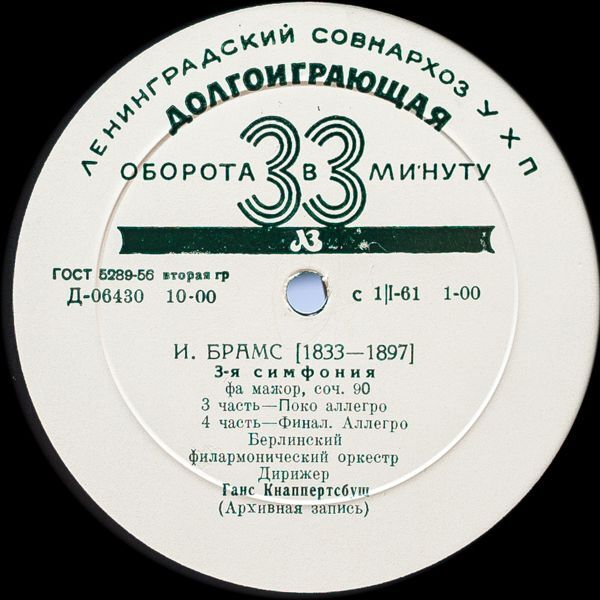 ЛЕНИНГРАДСКИЙ СОВНАРХОЗ УХП
ДОЛГОИГРАЮЩАЯ
ОБОРОТА 33 В МИНУТУ
ЛЗ
ГОСТ 5289-56 вторая гр
Д-06430 10-00 с 1|I-61 1-00
И. БРАМС [1833—1897]
3-я симфония
фа мажор, соч. 90
3 часть—Поко аллегро
4 часть—Финал. Аллегро
Берлинский
филармонический оркестр
Дирижер
Ганс Кнаппертсбуш
(Архивная запись)